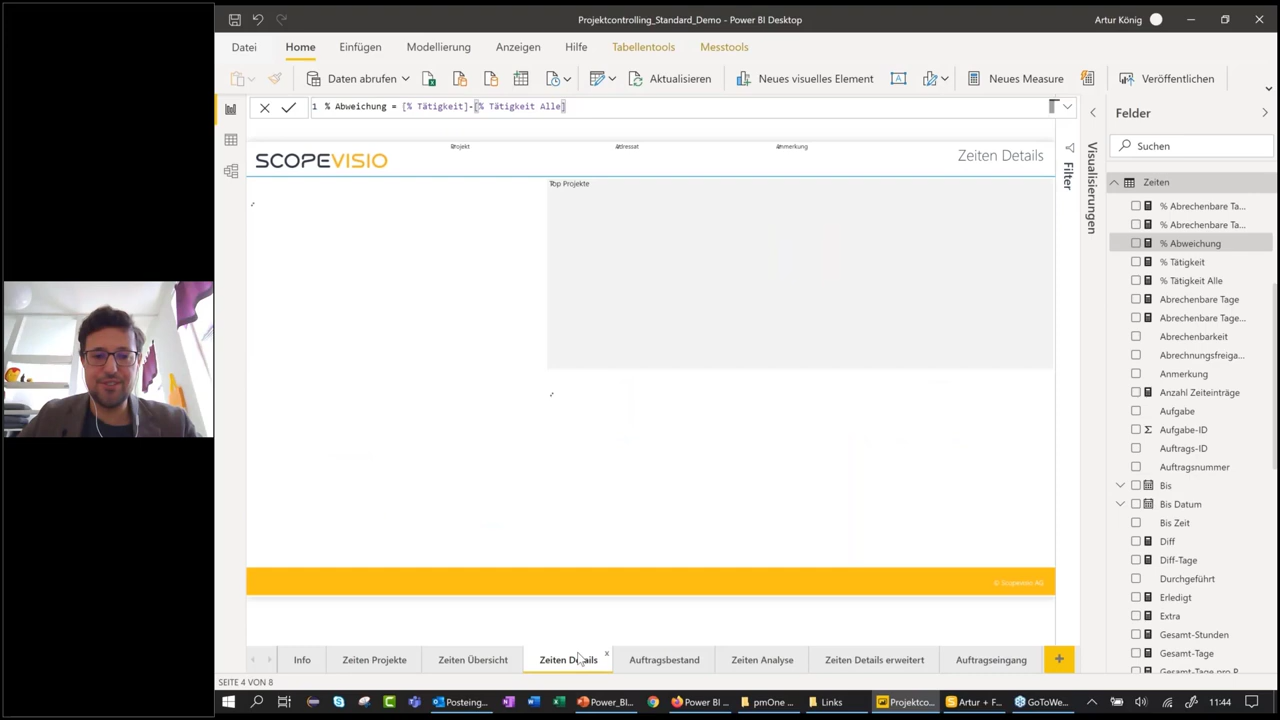 Projektcontrolling_Standard_Demo - Power BI Desktop
Artur König
Datei
Home
Einfügen
Modellierung
Anzeigen
Hilfe
Tabellentools
Messtools
Daten abrufen
Aktualisieren
Neues visuelles Element
Neues Measure
Veröffentlichen
1 % Abweichung = [% Tätigkeit]-[% Tätigkeit Alle]
SCOPEVISIO
Projekt
Adressat
Anmerkung
Zeiten Details
Top Projekte
© Scopevisio AG
Filter
Visualisierungen
Felder
Suchen
Zeiten
% Abrechenbare Ta...
% Abrechenbare Ta...
% Abweichung
% Tätigkeit
% Tätigkeit Alle
Abrechenbare Tage
Abrechenbare Tage...
Abrechenbarkeit
Abrechnungsfreiga...
Anmerkung
Anzahl Zeiteinträge
Aufgabe
Aufgabe-ID
Auftrags-ID
Auftragsnummer
Bis
Bis Datum
Bis Zeit
Diff
Diff-Tage
Durchgeführt
Erledigt
Extra
Gesamt-Stunden
Gesamt-Tage
Gesamt-Tage pro P...
Info
Zeiten Projekte
Zeiten Übersicht
Zeiten Details
x
Auftragsbestand
Zeiten Analyse
Zeiten Details erweitert
Auftragseingang
SEITE 4 VON 8
Posteing...
Power_BI...
Power BI ...
pmOne ...
Links
Projektco...
Artur + F...
GoToWe...
11:44